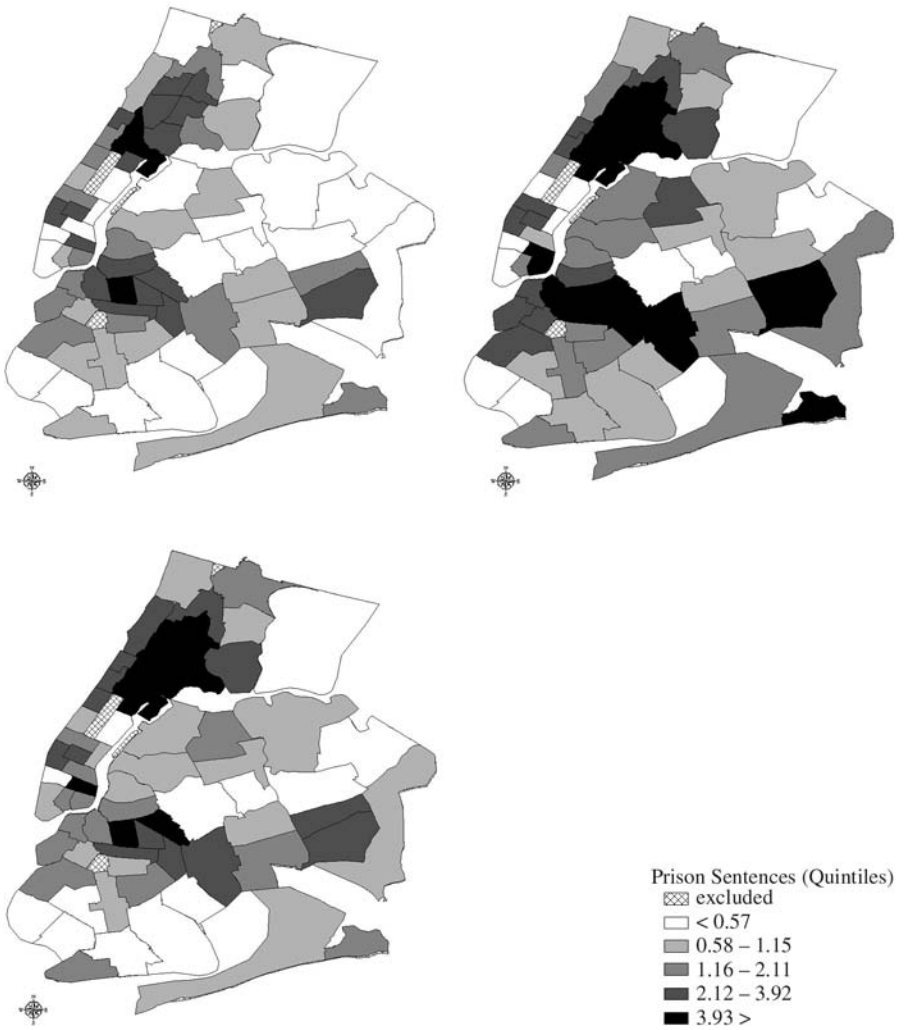 Prison Sentences (Quintiles)
excluded
< 0.57
0.58 – 1.15
1.16 – 2.11
2.12 – 3.92
3.93 >